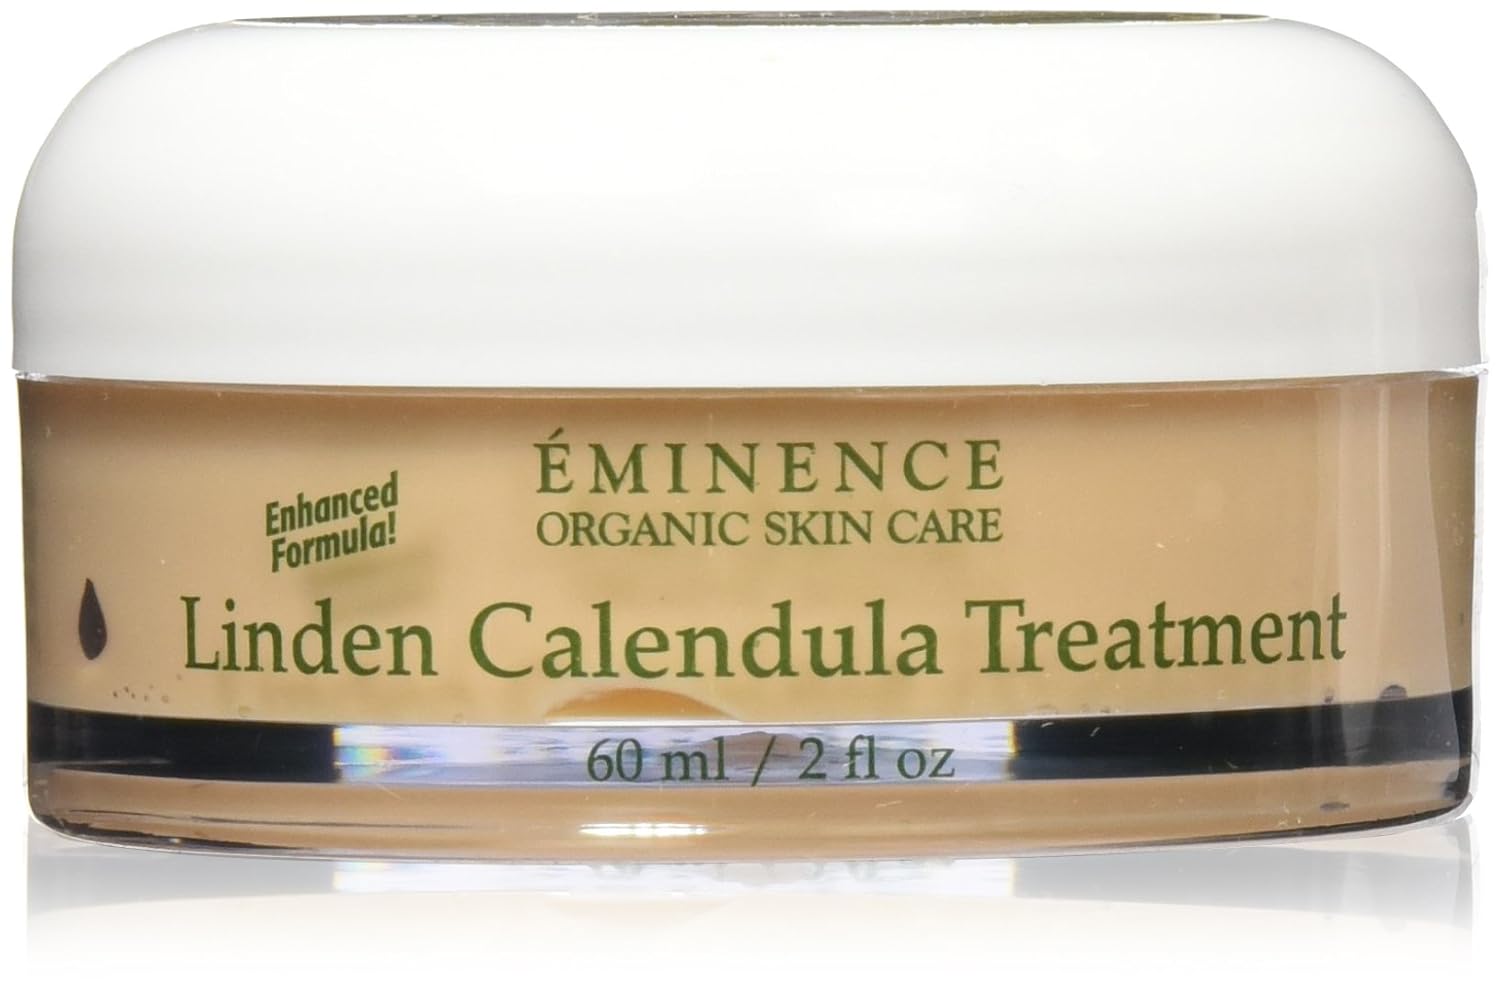 ÉMINENCE
ORGANIC SKIN CARE
Enhanced
Formula!
Linden Calendula Treatment
60 ml / 2 fl oz